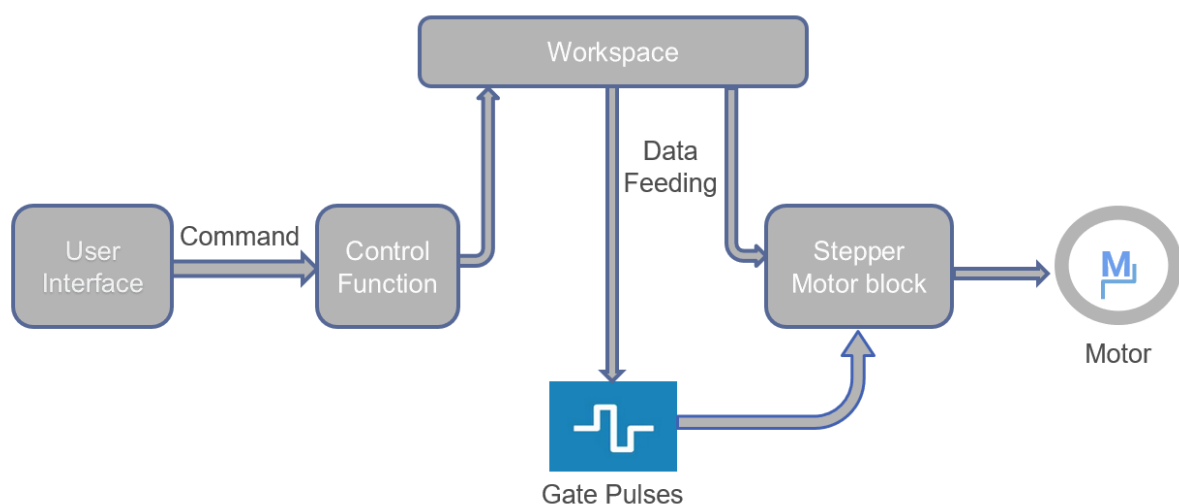 Workspace
Data
Feeding
Command
User
Interface
Control
Function
Stepper
Motor block
M
Motor
Gate Pulses